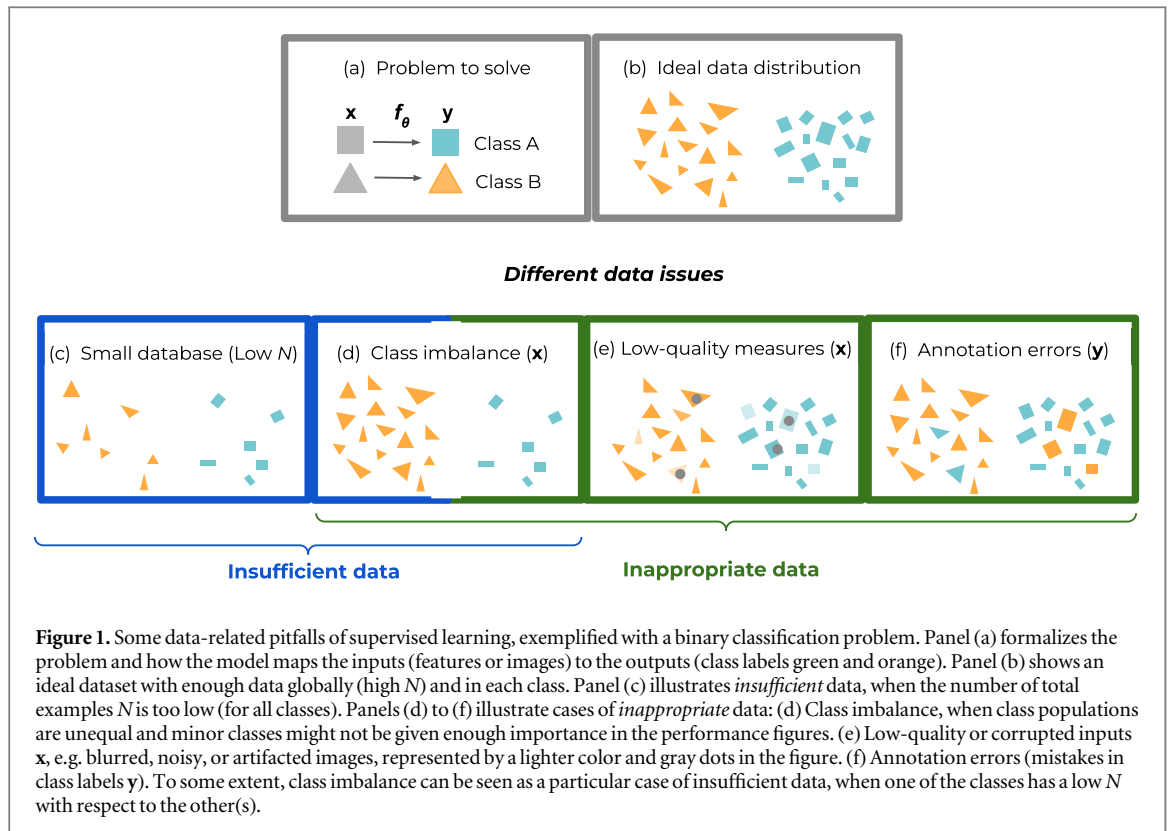 (a) Problem to solve
x fθ y
Class A
Class B
(b) Ideal data distribution
Different data issues
(c) Small database (Low N)
(d) Class imbalance (x)
(e) Low-quality measures (x)
(f) Annotation errors (y)
Insufficient data
Inappropriate data
Figure 1. Some data-related pitfalls of supervised learning, exemplified with a binary classification problem. Panel (a) formalizes the
problem and how the model maps the inputs (features or images) to the outputs (class labels green and orange). Panel (b) shows an
ideal dataset with enough data globally (high N) and in each class. Panel (c) illustrates insufficient data, when the number of total
examples N is too low (for all classes). Panels (d) to (f) illustrate cases of inappropriate data: (d) Class imbalance, when class populations
are unequal and minor classes might not be given enough importance in the performance figures. (e) Low-quality or corrupted inputs
x, e.g. blurred, noisy, or artifacted images, represented by a lighter color and gray dots in the figure. (f) Annotation errors (mistakes in
class labels y). To some extent, class imbalance can be seen as a particular case of insufficient data, when one of the classes has a low N
with respect to the other(s).